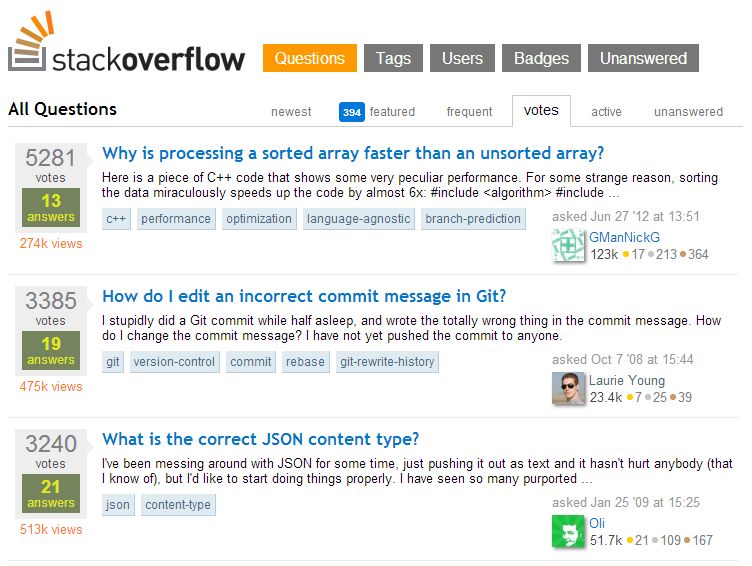 stackoverflow Questions Tags Users Badges Unanswered
All Questions newest 394 featured frequent votes active unanswered
5281
votes
13
answers
274k views
Why is processing a sorted array faster than an unsorted array?
Here is a piece of C++ code that shows some very peculiar performance. For some strange reason, sorting
the data miraculously speeds up the code by almost 6x: #include <algorithm> #include ...
c++ performance optimization language-agnostic branch-prediction
asked Jun 27 '12 at 13:51
GManNickG
123k 17 213 364
3385
votes
19
answers
475k views
How do I edit an incorrect commit message in Git?
I stupidly did a Git commit while half asleep, and wrote the totally wrong thing in the commit message. How
do I change the commit message? I have not yet pushed the commit to anyone.
git version-control commit rebase git-rewrite-history
asked Oct 7 '08 at 15:44
Laurie Young
23.4k 7 25 39
3240
votes
21
answers
513k views
What is the correct JSON content type?
I've been messing around with JSON for some time, just pushing it out as text and it hasn't hurt anybody (that
I know of), but I'd like to start doing things properly. I have seen so many purported ...
json content-type
asked Jan 25 '09 at 15:25
Oli
51.7k 21 109 167